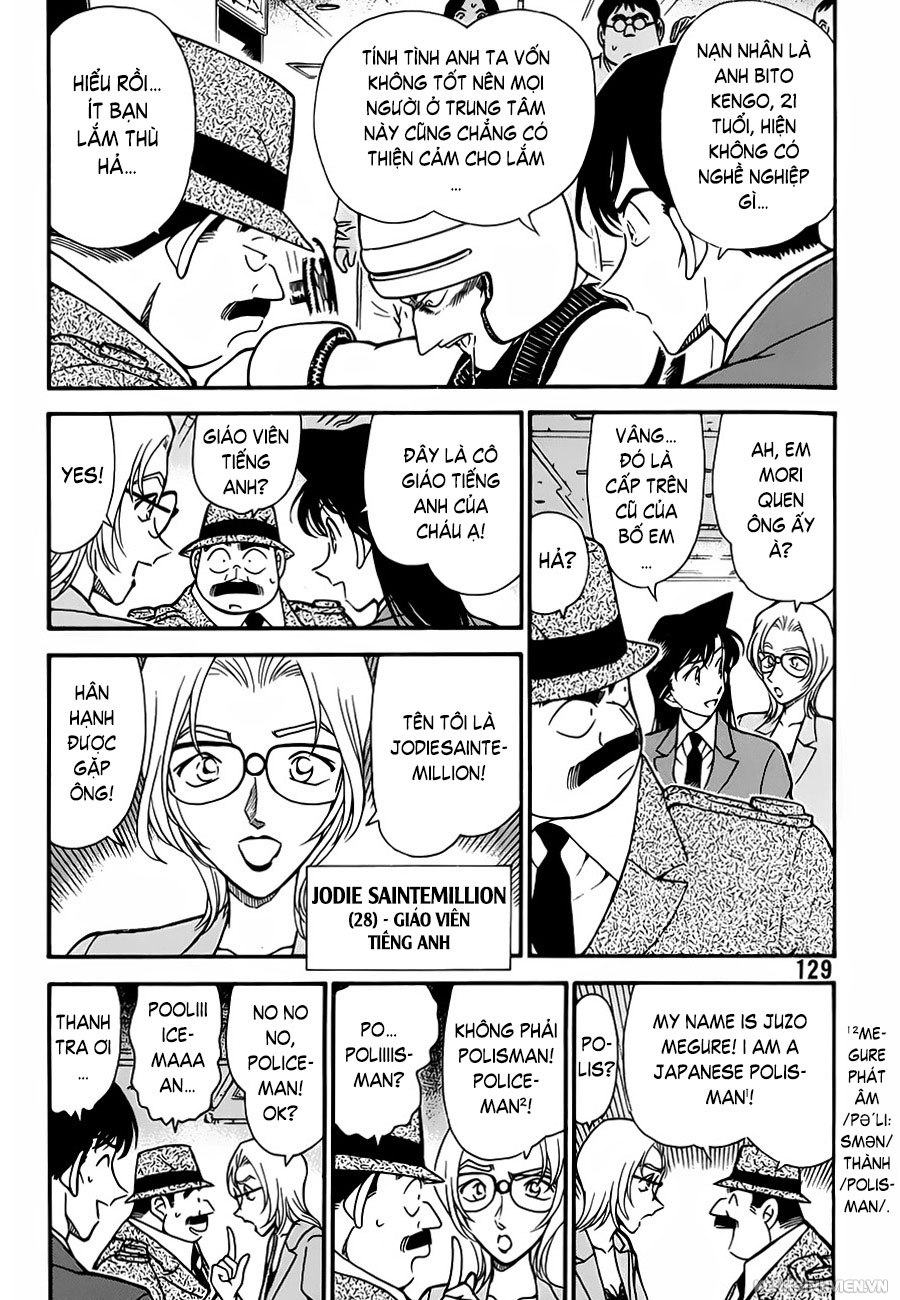 NẠN NHÂN LÀ
ANH BITO
KENGO, 21
TUỔI, HIỆN
KHÔNG CÓ
NGHỀ NGHIỆP
GÌ...
TÍNH TÌNH ANH TA VỐN
KHÔNG TỐT NÊN MỌI
NGƯỜI Ở TRUNG TÂM
NÀY CŨNG CHẲNG CÓ
THIỆN CẢM CHO LẮM
...
HIỂU RỒI...
ÍT BẠN
LẮM THÙ
HẢ...
AH, EM
MORI
QUEN
ÔNG ẤY
À?
VÂNG...
ĐÓ LÀ
CẤP TRÊN
CŨ CỦA
BỐ EM
...
HẢ?
ĐÂY LÀ CÔ
GIÁO TIẾNG
ANH CỦA
CHÁU Ạ!
GIÁO VIÊN
TIẾNG
ANH?
YES!
TÊN TÔI LÀ
JODIESAINTE-
MILLION!
HÂN
HẠNH
ĐƯỢC
GẶP
ÔNG!
JODIE SAINTEMILLION
(28) - GIÁO VIÊN
TIẾNG ANH
129
MY NAME IS JUZO
MEGURE! I AM A
JAPANESE POLIS-
MAN¹!
PO-
LIS?
KHÔNG PHẢI
POLISMAN!
POLICE-
MAN²!
PO...
POLIIIIS-
MAN?
NO NO
NO,
POLICE-
MAN!
OK?
POOLIII
ICE-
MAAA
AN...
THANH
TRA ƠI
...
¹²ME-
GURE
PHÁT
ÂM
/PƏ´LI:
SMƏN/
THÀNH
/POLIS-
MAN/.